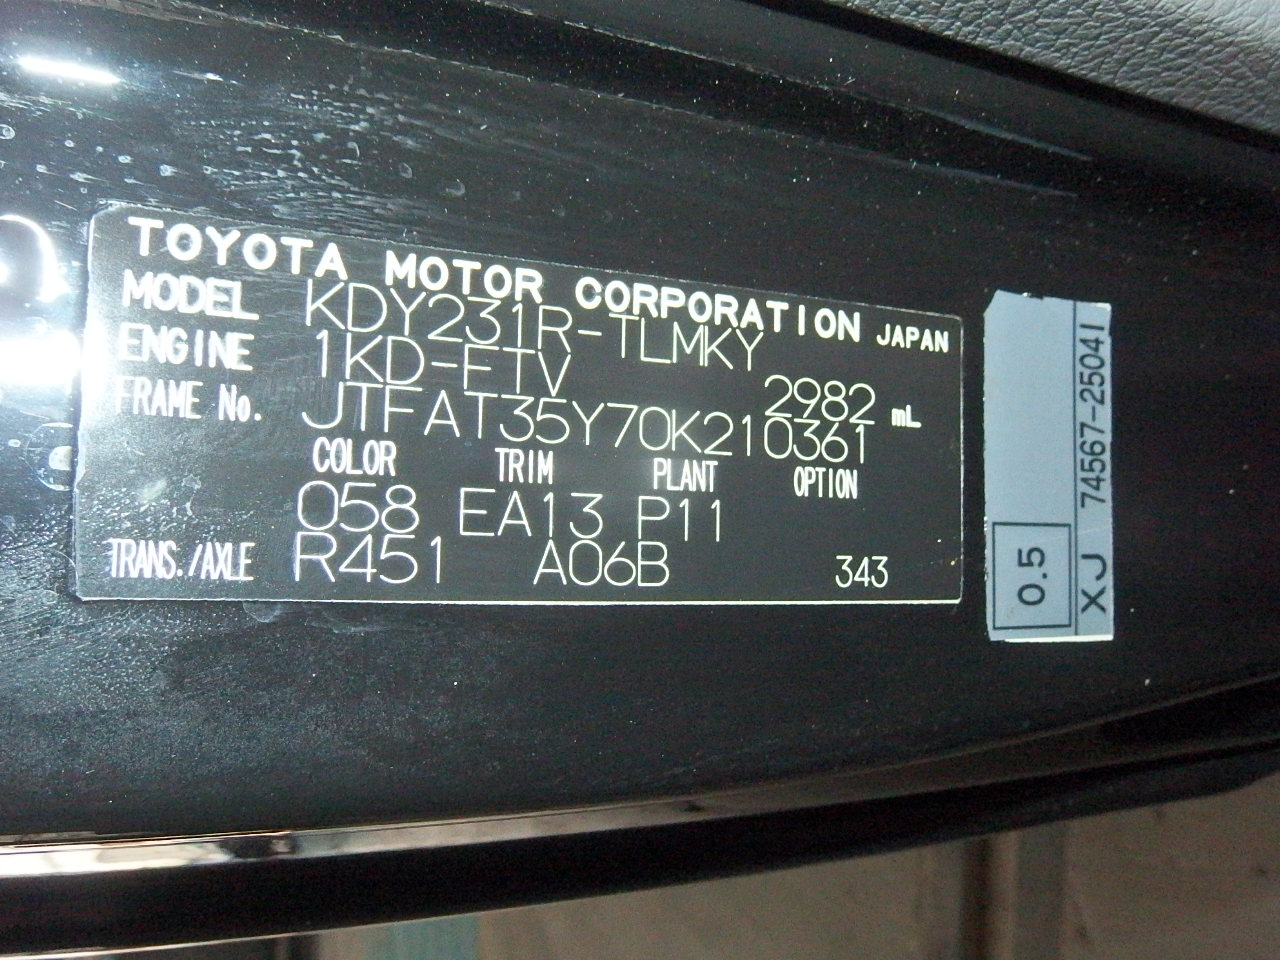 TOYOTA MOTOR CORPORATION JAPAN
MODEL KDY231R-TLMKY
ENGINE 1KD-FTV 2982 mL
FRAME No. JTFAT35Y70K210361
COLOR TRIM PLANT OPTION
058 EA13 P11
TRANS./AXLE R451 A06B 343
0.5
XJ 74567-25041